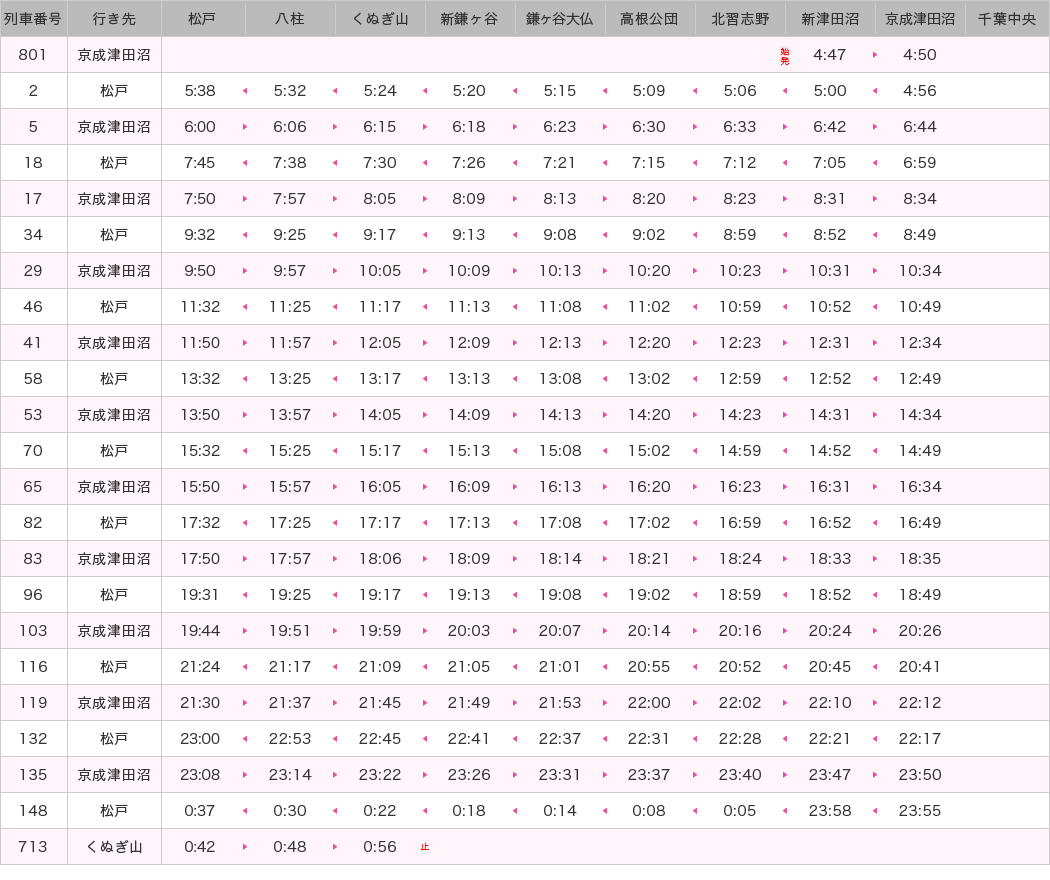 列車番号 行き先 松戸 八柱 くぬぎ山 新鎌ヶ谷 鎌ヶ谷大仏 高根公団 北習志野 新津田沼 京成津田沼 千葉中央
801 京成津田沼 始発 4:47 4:50
2 松戸 5:38 5:32 5:24 5:20 5:15 5:09 5:06 5:00 4:56
5 京成津田沼 6:00 6:06 6:15 6:18 6:23 6:30 6:33 6:42 6:44
18 松戸 7:45 7:38 7:30 7:26 7:21 7:15 7:12 7:05 6:59
17 京成津田沼 7:50 7:57 8:05 8:09 8:13 8:20 8:23 8:31 8:34
34 松戸 9:32 9:25 9:17 9:13 9:08 9:02 8:59 8:52 8:49
29 京成津田沼 9:50 9:57 10:05 10:09 10:13 10:20 10:23 10:31 10:34
46 松戸 11:32 11:25 11:17 11:13 11:08 11:02 10:59 10:52 10:49
41 京成津田沼 11:50 11:57 12:05 12:09 12:13 12:20 12:23 12:31 12:34
58 松戸 13:32 13:25 13:17 13:13 13:08 13:02 12:59 12:52 12:49
53 京成津田沼 13:50 13:57 14:05 14:09 14:13 14:20 14:23 14:31 14:34
70 松戸 15:32 15:25 15:17 15:13 15:08 15:02 14:59 14:52 14:49
65 京成津田沼 15:50 15:57 16:05 16:09 16:13 16:20 16:23 16:31 16:34
82 松戸 17:32 17:25 17:17 17:13 17:08 17:02 16:59 16:52 16:49
83 京成津田沼 17:50 17:57 18:06 18:09 18:14 18:21 18:24 18:33 18:35
96 松戸 19:31 19:25 19:17 19:13 19:08 19:02 18:59 18:52 18:49
103 京成津田沼 19:44 19:51 19:59 20:03 20:07 20:14 20:16 20:24 20:26
116 松戸 21:24 21:17 21:09 21:05 21:01 20:55 20:52 20:45 20:41
119 京成津田沼 21:30 21:37 21:45 21:49 21:53 22:00 22:02 22:10 22:12
132 松戸 23:00 22:53 22:45 22:41 22:37 22:31 22:28 22:21 22:17
135 京成津田沼 23:08 23:14 23:22 23:26 23:31 23:37 23:40 23:47 23:50
148 松戸 0:37 0:30 0:22 0:18 0:14 0:08 0:05 23:58 23:55
713 くぬぎ山 0:42 0:48 0:56 止